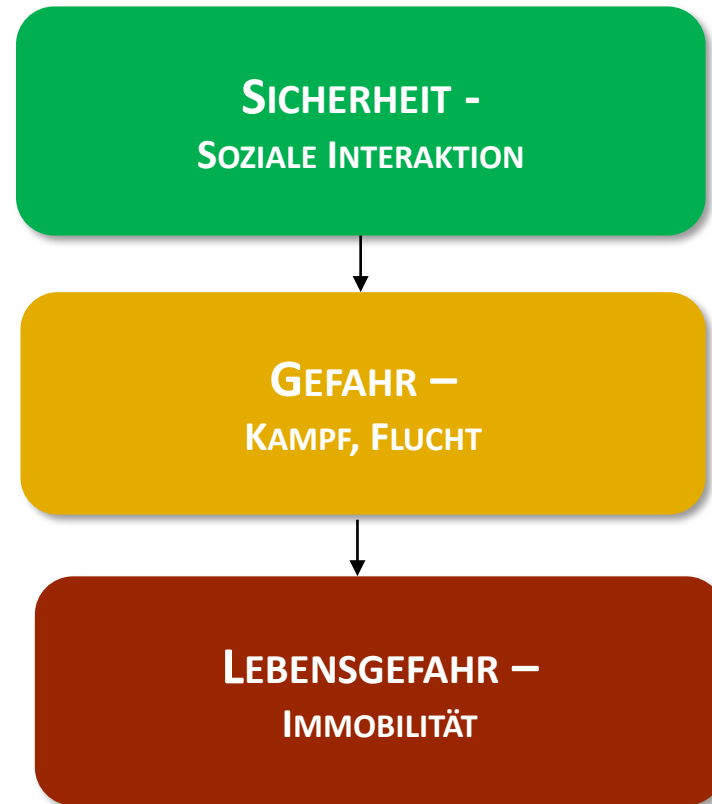 SICHERHEIT -
SOZIALE INTERAKTION
GEFAHR –
KAMPF, FLUCHT
LEBENSGEFAHR –
IMMOBILITÄT